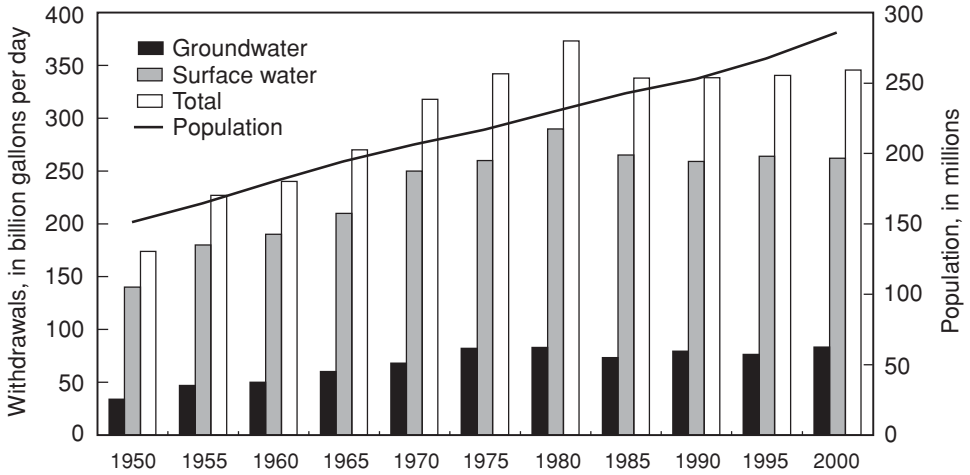 Withdrawals, in billion gallons per day
400
350
300
250
200
150
100
50
0
Groundwater
Surface water
Total
Population
300
250
200
150
100
50
0
Population, in millions
1950 1955 1960 1965 1970 1975 1980 1985 1990 1995 2000